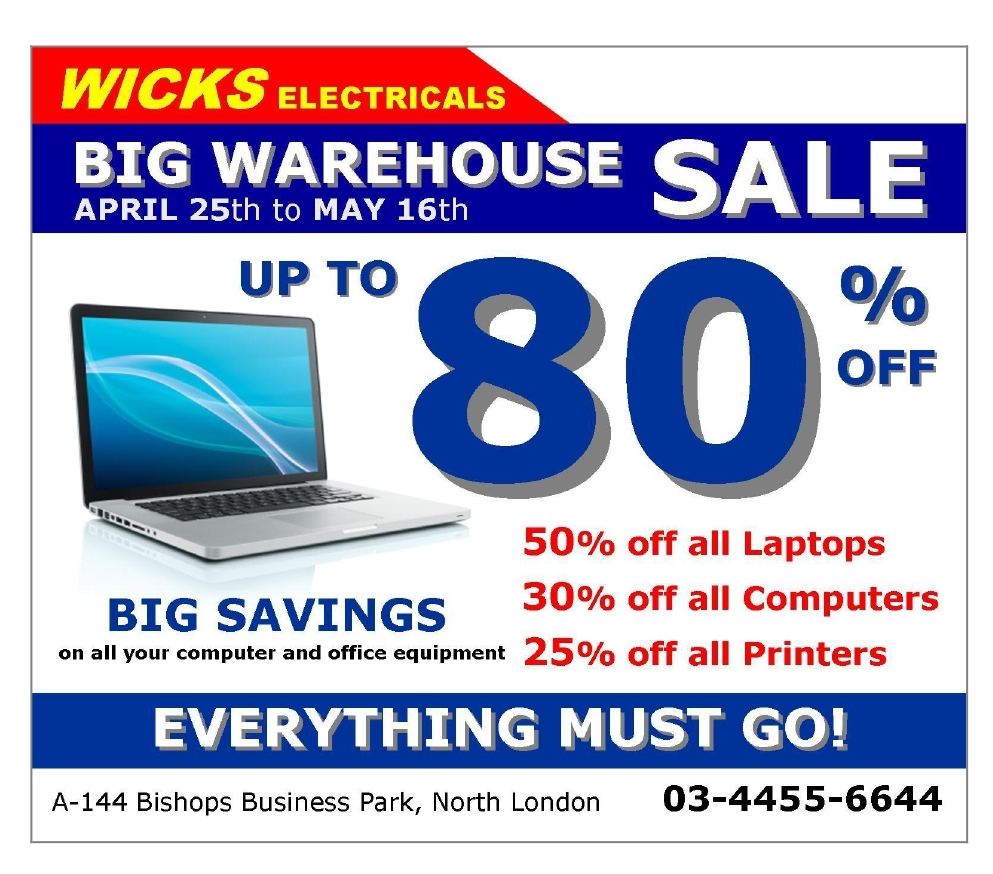 WICKS ELECTRICALS
BIG WAREHOUSE SALE
APRIL 25th to MAY 16th
UP TO 80% OFF
50% off all Laptops
30% off all Computers
25% off all Printers
BIG SAVINGS
on all your computer and office equipment
EVERYTHING MUST GO!
A-144 Bishops Business Park, North London 03-4455-6644